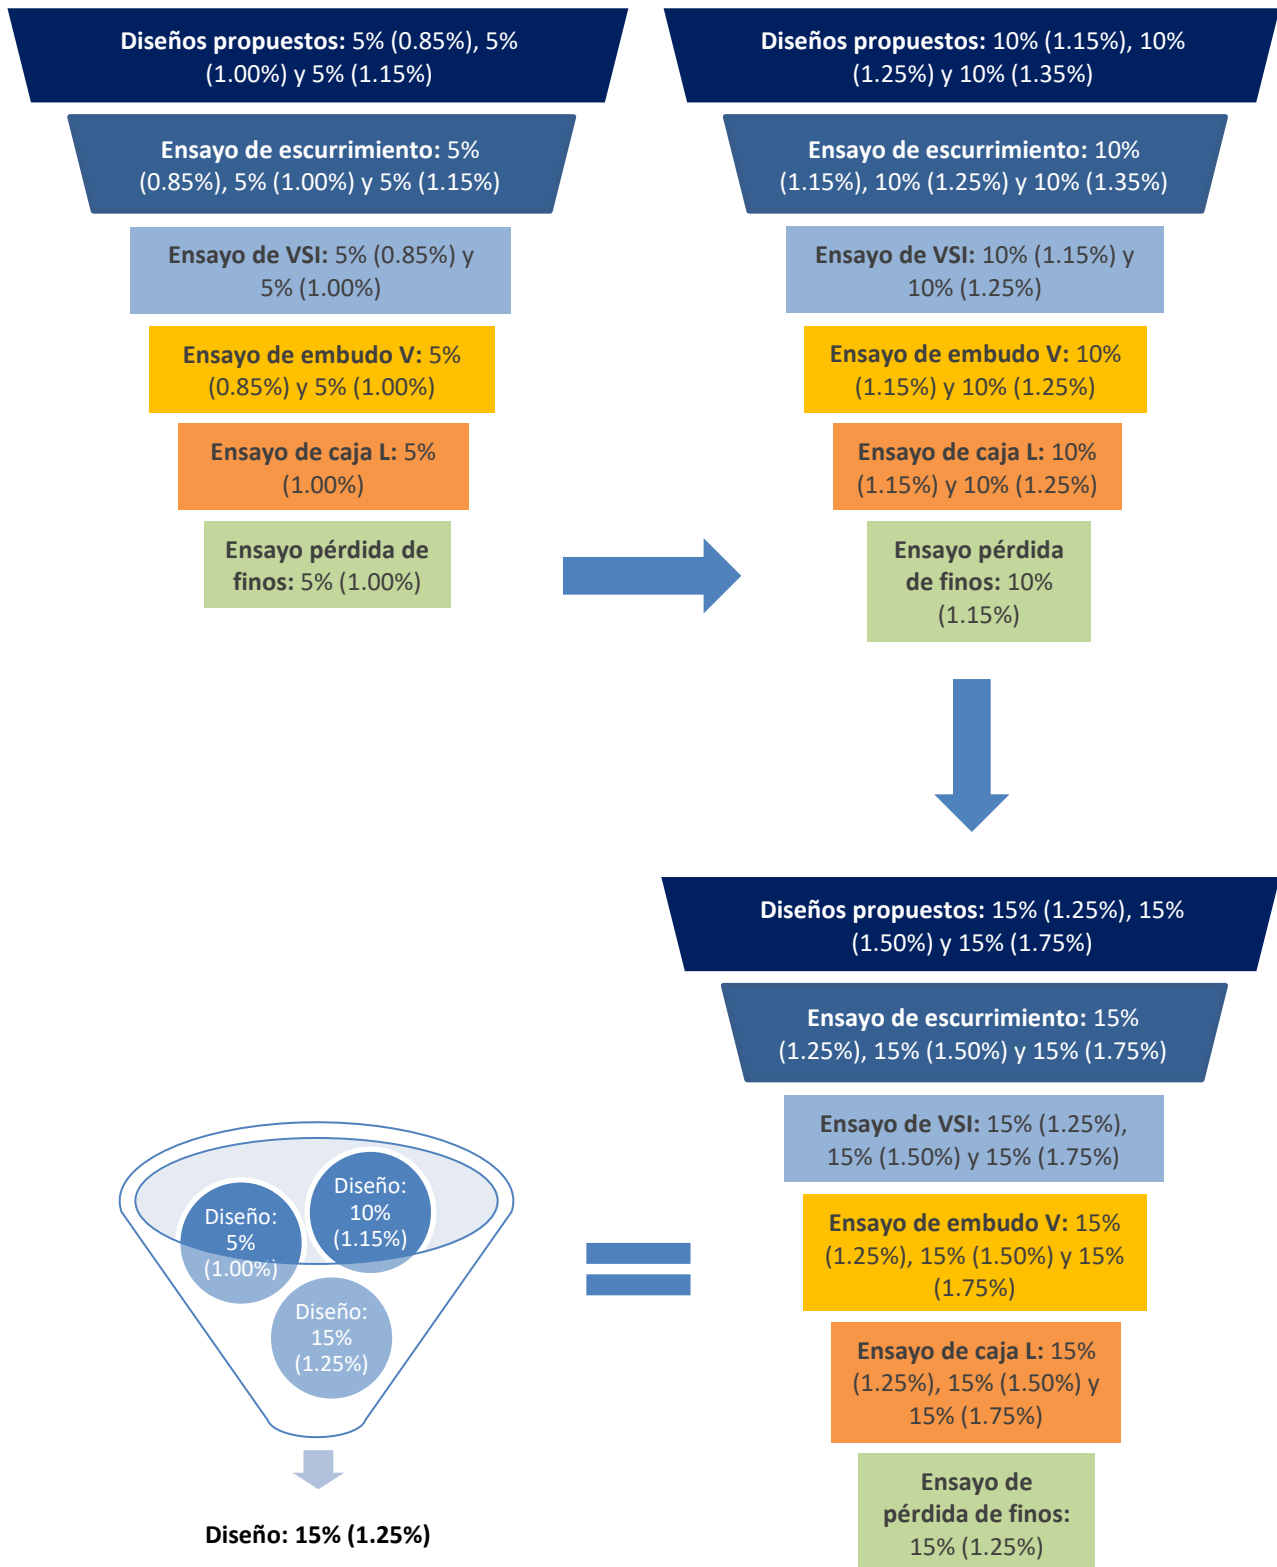 Diseños propuestos: 5% (0.85%), 5%
(1.00%) y 5% (1.15%)
Ensayo de escurrimiento: 5%
(0.85%), 5% (1.00%) y 5% (1.15%)
Ensayo de VSI: 5% (0.85%) y
5% (1.00%)
Ensayo de embudo V: 5%
(0.85%) y 5% (1.00%)
Ensayo de caja L: 5%
(1.00%)
Ensayo pérdida de
finos: 5% (1.00%)
Diseños propuestos: 10% (1.15%), 10%
(1.25%) y 10% (1.35%)
Ensayo de escurrimiento: 10%
(1.15%), 10% (1.25%) y 10% (1.35%)
Ensayo de VSI: 10% (1.15%) y
10% (1.25%)
Ensayo de embudo V: 10%
(1.15%) y 10% (1.25%)
Ensayo de caja L: 10%
(1.15%) y 10% (1.25%)
Ensayo pérdida
de finos: 10%
(1.15%)
Diseños propuestos: 15% (1.25%), 15%
(1.50%) y 15% (1.75%)
Ensayo de escurrimiento: 15%
(1.25%), 15% (1.50%) y 15% (1.75%)
Ensayo de VSI: 15% (1.25%),
15% (1.50%) y 15% (1.75%)
Ensayo de embudo V: 15%
(1.25%), 15% (1.50%) y 15%
(1.75%)
Ensayo de caja L: 15%
(1.25%), 15% (1.50%) y
15% (1.75%)
Ensayo de
pérdida de finos:
15% (1.25%)
Diseño:
5%
(1.00%)
Diseño:
10%
(1.15%)
Diseño:
15%
(1.25%)
Diseño: 15% (1.25%)